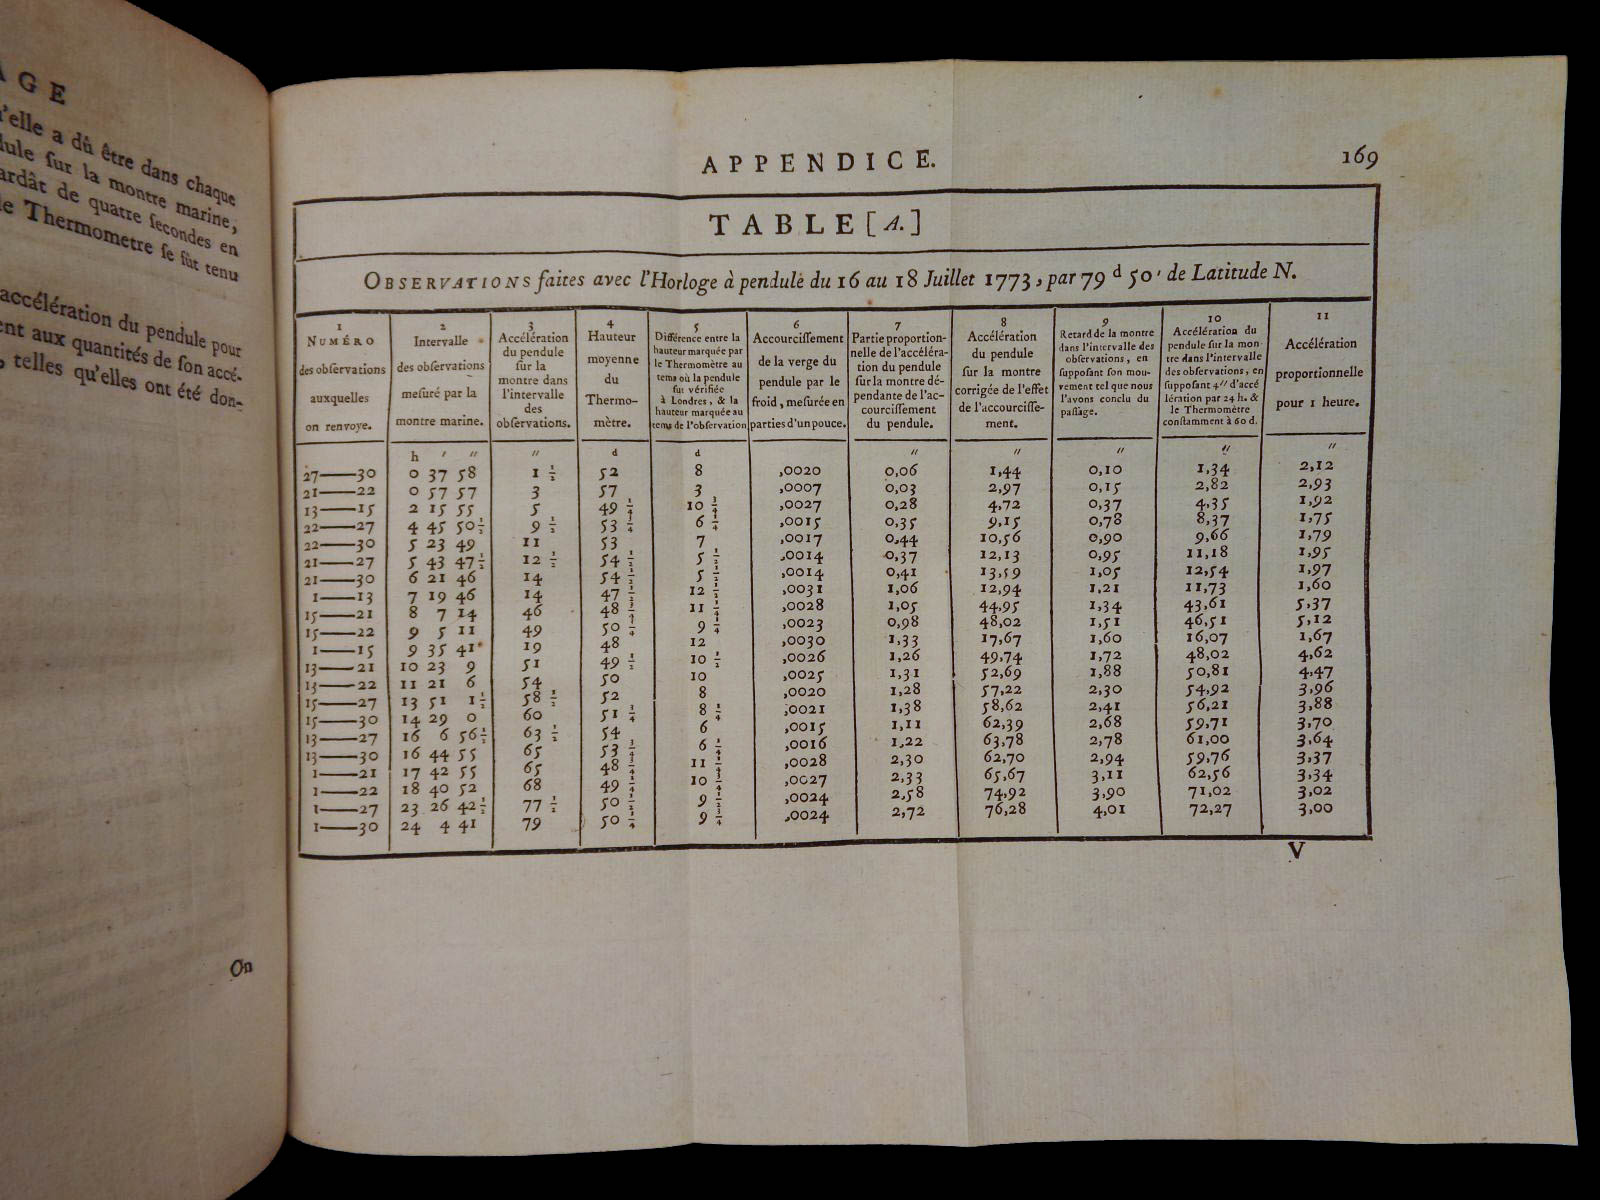 AGE
'elle a dû être dans chaque
dule ſur la montre marine,
ardât de quatre ſecondes en
le Thermometre ſe fût tenu
accélération du pendule pour
ent aux quantités de ſon accé-
, telles qu'elles ont été don-
On
APPENDICE.
169
TABLE [A.]
OBSERVATIONS faites avec l'Horloge à pendule du 16 au 18 Juillet 1773, par 79 d 50' de Latitude N.
1
NUMÉRO
des obſervations
auxquelles
on renvoye.
2
Intervalle
des obſervations
meſuré par la
montre marine.
3
Accélération
du pendule
ſur la
montre dans
l'intervalle
des
obſervations.
4
Hauteur
moyenne
du
Thermo-
mètre.
5
Différence entre la
hauteur marquée par
le Thermomètre au
tems où la pendule
fut vérifiée
à Londres, & la
hauteur marquée au
tems de l'obſervation
6
Accourciſſement
de la verge du
pendule par le
froid, meſurée en
parties d'un pouce.
7
Partie proportion-
nelle de l'accéléra-
tion du pendule
ſur la montre dé-
pendante de l'ac-
courciſſement
du pendule.
8
Accélération
du pendule
ſur la montre
corrigée de l'effet
de l'accourciſſe-
ment.
9
Retard de la montre
dans l'intervalle des
obſervations, en
ſuppoſant ſon mou-
vement tel que nous
l'avons conclu du
paſſage.
10
Accélération du
pendule ſur la mon-
tre dans l'intervalle
des obſervations, en
ſuppoſant 4″ d'accé
lération par 24 h. &
le Thermomètre
conſtamment à 60 d.
11
Accélération
proportionnelle
pour 1 heure.
h ′ ″ ″ d d ″ ″ ″ ″ ″
27—30 0 37 58 1 1/2 52 8 ,0020 0,06 1,44 0,10 1,34 2,12
21—22 0 57 57 3 57 3 ,0007 0,03 2,97 0,15 2,82 2,93
13—15 2 15 55 5 49 1/4 10 3/4 ,0027 0,28 4,72 0,37 4,35 1,92
22—27 4 45 50 1/2 9 1/2 53 3/4 6 1/4 ,0015 0,35 9,15 0,78 8,37 1,75
22—30 5 23 49 11 53 7 ,0017 0,44 10,56 0,90 9,66 1,79
21—27 5 43 47 1/2 12 1/2 54 1/2 5 1/2 ,0014 0,37 12,13 0,95 11,18 1,95
21—30 6 21 46 14 54 1/2 5 1/2 ,0014 0,41 13,59 1,05 12,54 1,97
1—13 7 19 46 14 47 1/2 12 1/2 ,0031 1,06 12,94 1,21 11,73 1,60
15—21 8 7 14 46 48 11 ,0028 1,05 44,95 1,34 43,61 5,37
15—22 9 5 11 49 50 9 1/4 ,0023 0,98 48,02 1,51 46,51 5,12
1—15 9 35 41 19 48 12 ,0030 1,33 17,67 1,60 16,07 1,67
13—21 10 23 9 51 49 1/2 10 1/2 ,0026 1,26 49,74 1,72 48,02 4,62
13—22 11 21 6 54 50 10 ,0025 1,31 52,69 1,88 50,81 4,47
15—27 13 51 1 1/2 58 1/2 52 8 ,0020 1,28 57,22 2,30 54,92 3,96
15—30 14 29 0 60 51 3/4 8 1/4 ,0021 1,38 58,62 2,41 56,21 3,88
13—27 16 6 56 1/2 63 1/2 54 6 ,0015 1,11 62,39 2,68 59,71 3,70
13—30 16 44 55 65 53 3/4 6 1/4 ,0016 1,22 63,78 2,78 61,00 3,64
1—21 17 42 55 65 48 11 ,0028 2,30 62,70 2,94 59,76 3,37
1—22 18 40 52 68 49 10 ,0027 2,33 65,67 3,11 62,56 3,34
1—27 23 26 42 1/2 77 1/2 50 1/2 9 1/2 ,0024 2,58 74,92 3,90 71,02 3,02
1—30 24 4 41 79 50 9 ,0024 2,72 76,28 4,01 72,27 3,00
V